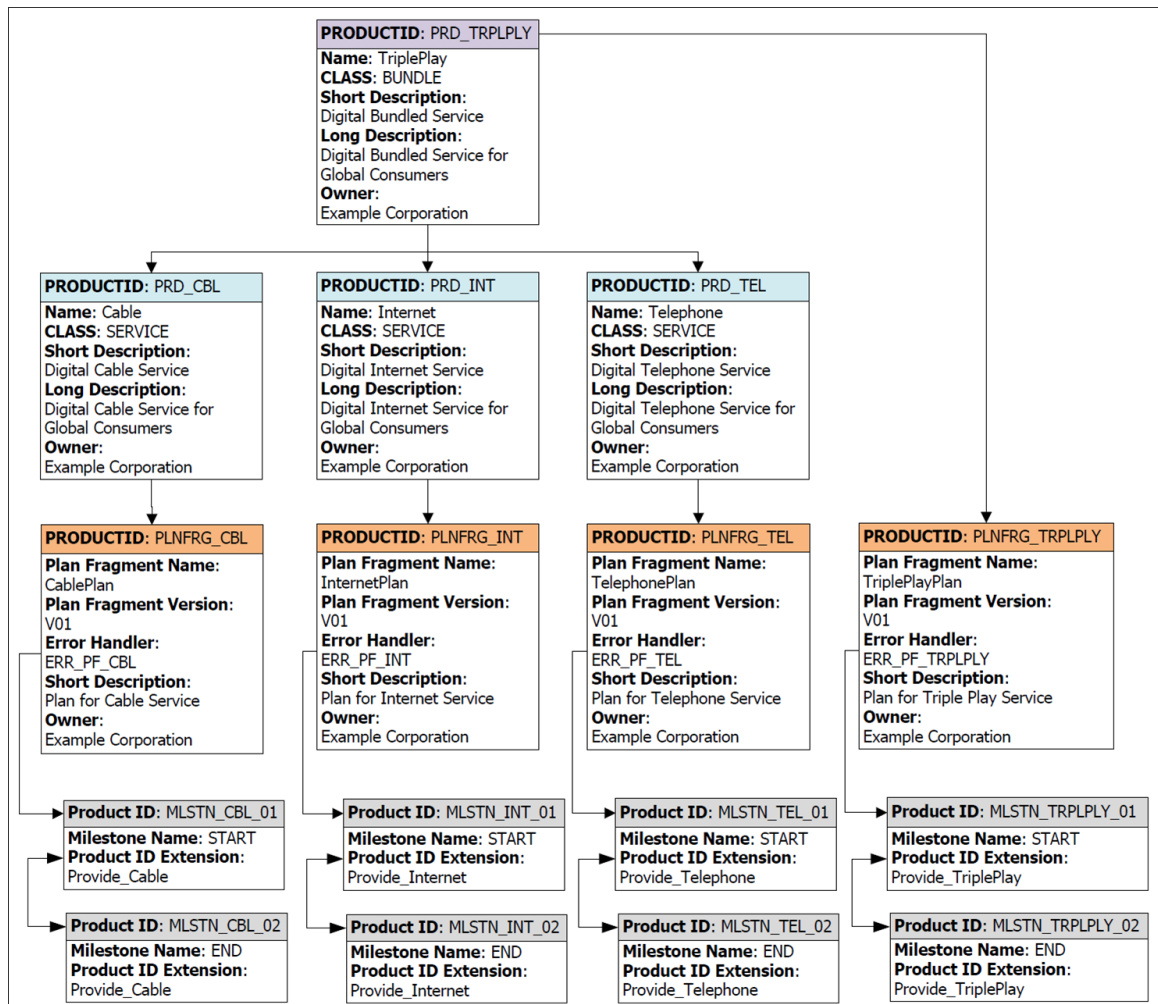 PRODUCTID: PRD_TRPLPLY
Name: TriplePlay
CLASS: BUNDLE
Short Description:
Digital Bundled Service
Long Description:
Digital Bundled Service for
Global Consumers
Owner:
Example Corporation
PRODUCTID: PRD_CBL
Name: Cable
CLASS: SERVICE
Short Description:
Digital Cable Service
Long Description:
Digital Cable Service for
Global Consumers
Owner:
Example Corporation
PRODUCTID: PRD_INT
Name: Internet
CLASS: SERVICE
Short Description:
Digital Internet Service
Long Description:
Digital Internet Service for
Global Consumers
Owner:
Example Corporation
PRODUCTID: PRD_TEL
Name: Telephone
CLASS: SERVICE
Short Description:
Digital Telephone Service
Long Description:
Digital Telephone Service for
Global Consumers
Owner:
Example Corporation
PRODUCTID: PLNFRG_CBL
Plan Fragment Name:
CablePlan
Plan Fragment Version:
V01
Error Handler:
ERR_PF_CBL
Short Description:
Plan for Cable Service
Owner:
Example Corporation
PRODUCTID: PLNFRG_INT
Plan Fragment Name:
InternetPlan
Plan Fragment Version:
V01
Error Handler:
ERR_PF_INT
Short Description:
Plan for Internet Service
Owner:
Example Corporation
PRODUCTID: PLNFRG_TEL
Plan Fragment Name:
TelephonePlan
Plan Fragment Version:
V01
Error Handler:
ERR_PF_TEL
Short Description:
Plan for Telephone Service
Owner:
Example Corporation
PRODUCTID: PLNFRG_TRPLPLY
Plan Fragment Name:
TriplePlayPlan
Plan Fragment Version:
V01
Error Handler:
ERR_PF_TRPLPLY
Short Description:
Plan for Triple Play Service
Owner:
Example Corporation
Product ID: MLSTN_CBL_01
Milestone Name: START
Product ID Extension:
Provide_Cable
Product ID: MLSTN_INT_01
Milestone Name: START
Product ID Extension:
Provide_Internet
Product ID: MLSTN_TEL_01
Milestone Name: START
Product ID Extension:
Provide_Telephone
Product ID: MLSTN_TRPLPLY_01
Milestone Name: START
Product ID Extension:
Provide_TriplePlay
Product ID: MLSTN_CBL_02
Milestone Name: END
Product ID Extension:
Provide_Cable
Product ID: MLSTN_INT_02
Milestone Name: END
Product ID Extension:
Provide_Internet
Product ID: MLSTN_TEL_02
Milestone Name: END
Product ID Extension:
Provide_Telephone
Product ID: MLSTN_TRPLPLY_02
Milestone Name: END
Product ID Extension:
Provide_TriplePlay